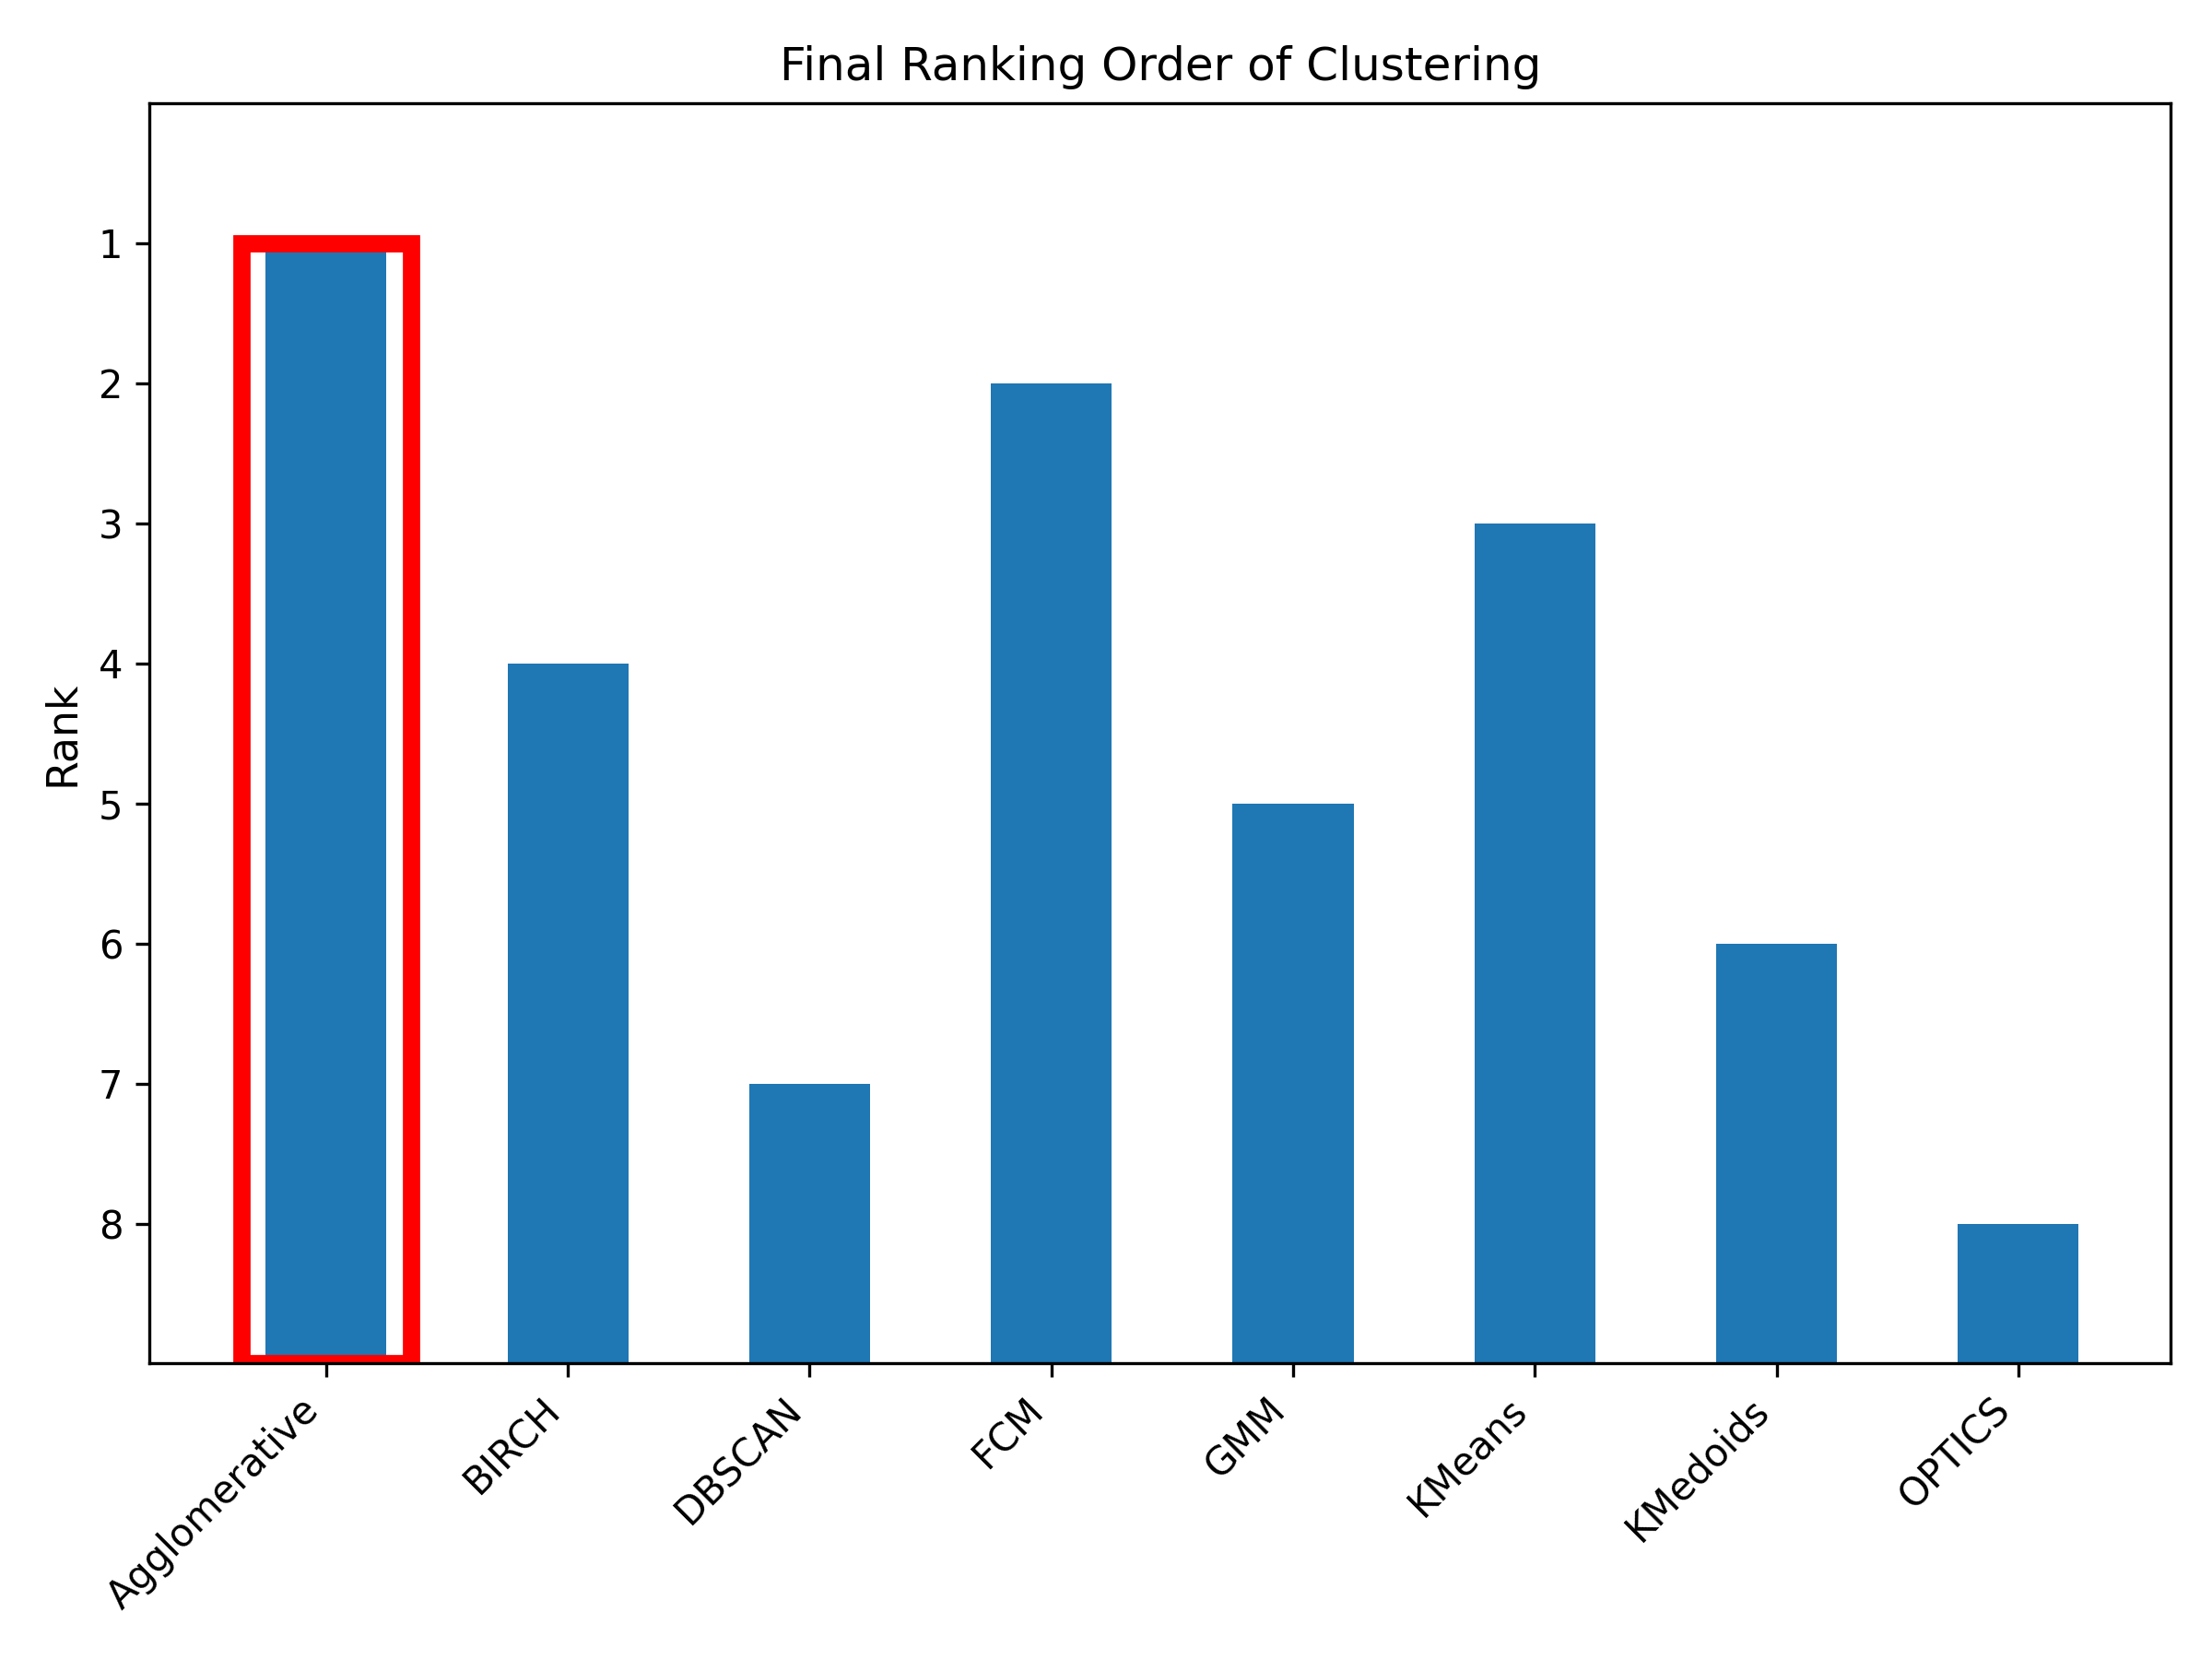 Final Ranking Order of Clustering
Rank
1
2
3
4
5
6
7
8
Agglomerative
BIRCH
DBSCAN
FCM
GMM
KMeans
KMedoids
OPTICS